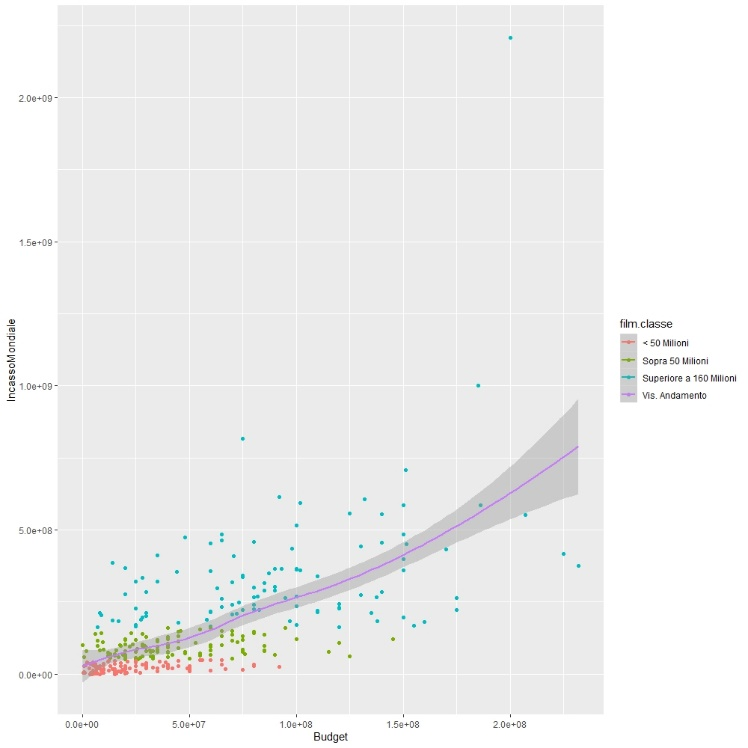 2.0e+09
1.5e+09
1.0e+09
5.0e+08
0.0e+00
IncassoMondiale
0.0e+00 5.0e+07 1.0e+08 1.5e+08 2.0e+08
Budget
film.classe
< 50 Milioni
Sopra 50 Milioni
Superiore a 160 Milioni
Vis. Andamento